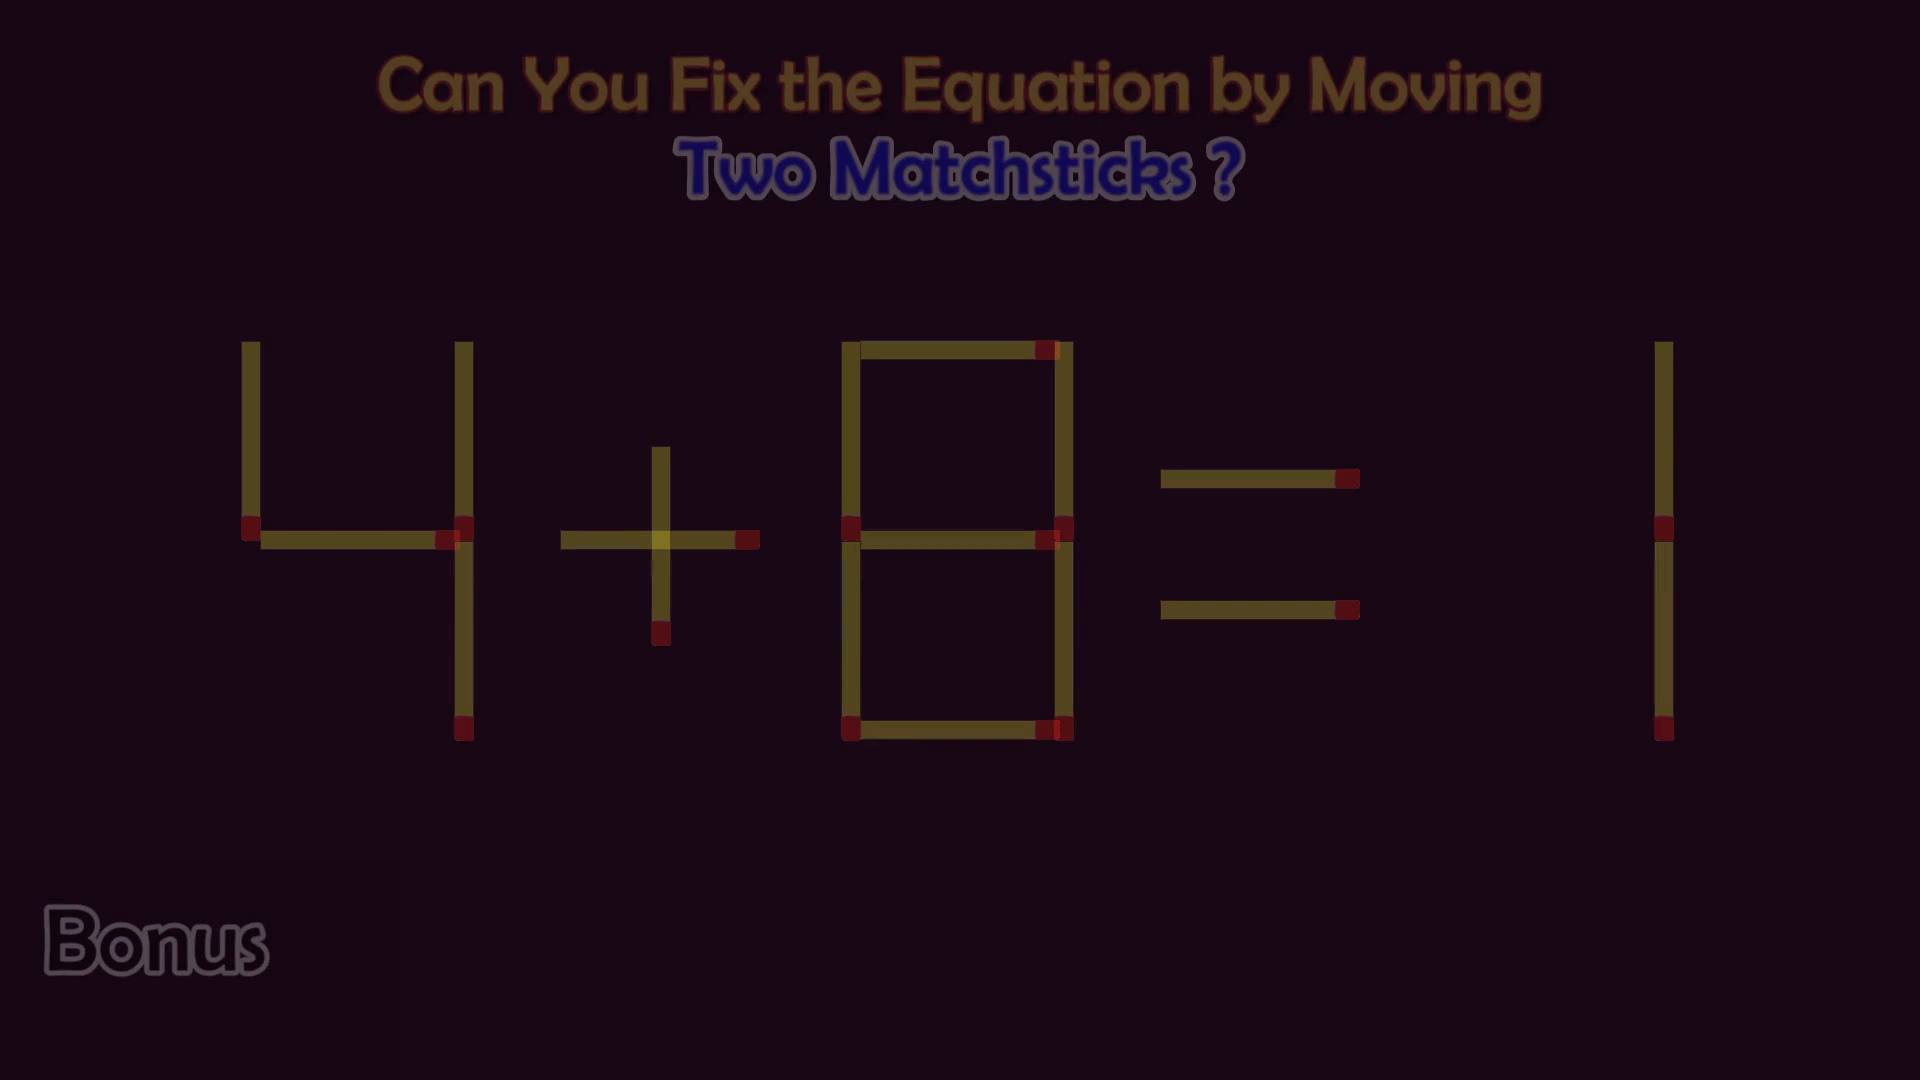 Can You Fix the Equation by Moving
Two Matchsticks ?
4 + 8 = 1
Bonus